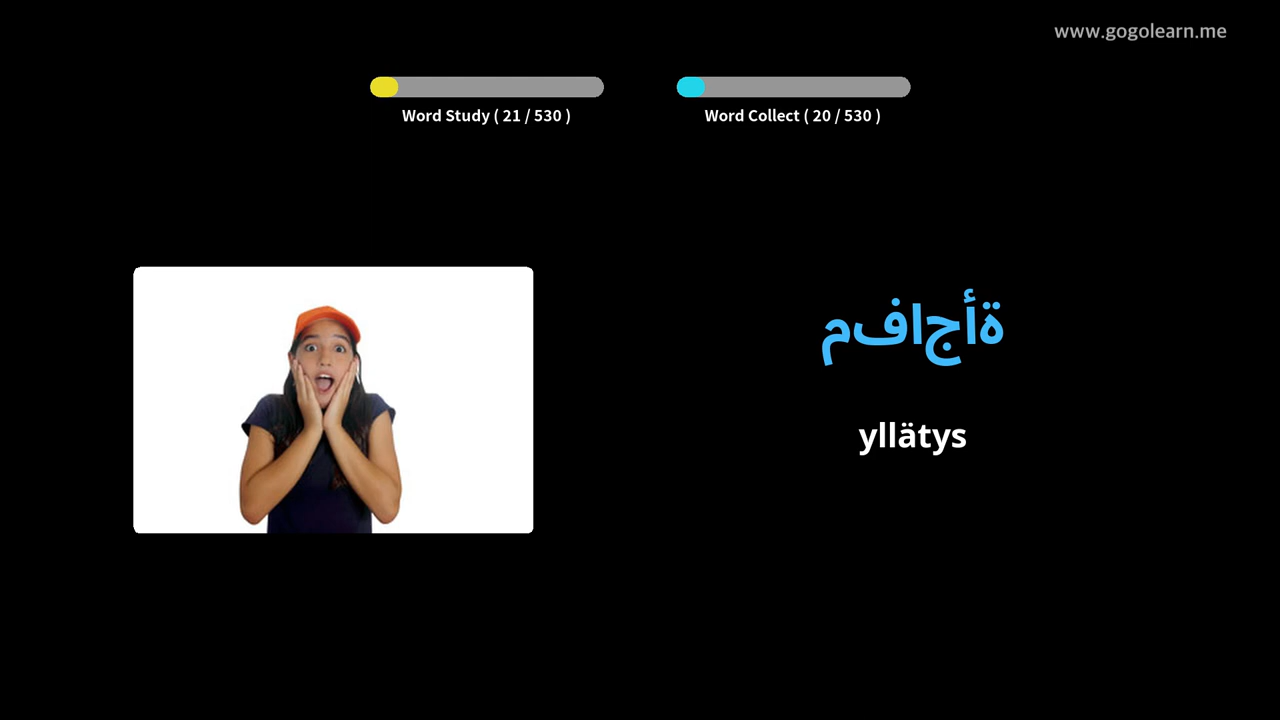 www.gogolearn.me
Word Study ( 21 / 530 )
Word Collect ( 20 / 530 )
ةأجافم
yllätys